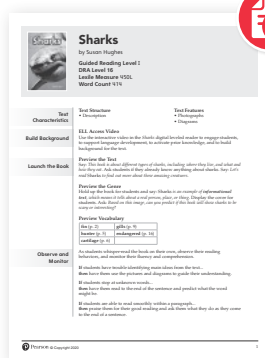 Sharks
Sharks
by Susan Hughes
Guided Reading Level I
DRA Level 16
Lexile Measure 450L
Word Count 414
Text Characteristics
Text Structure
• Description
Text Features
• Photographs
• Diagrams
Build Background
ELL Access Video
Use the interactive video in the Sharks digital leveled reader to engage students,
to support language development, to activate prior knowledge, and to build
background for the text.
Launch the Book
Preview the Text
Say: This book is about different types of sharks, including where they live, and what and
how they eat. Ask students if they already know anything about sharks. Say: Let's
read Sharks to find out more about these amazing creatures.
Preview the Genre
Hold up the book for students and say: Sharks is an example of informational
text, which means it tells about a real person, place, or thing. Display the cover for
students. Ask: Based on this image, can you predict if this book will show sharks to be
scary or interesting?
Preview Vocabulary
fin (p. 2)
gills (p. 9)
hunter (p. 5)
endangered (p. 16)
cartilage (p. 6)
Observe and Monitor
As students whisper-read the book on their own, observe their reading
behaviors, and monitor their fluency and comprehension.
If students have trouble identifying main ideas from the text...
then have them use the pictures and diagrams to guide their understanding.
If students stop at unknown words...
then have them read to the end of the sentence and predict what the word
might be.
If students are able to read smoothly within a paragraph...
then praise them for their good reading and ask them what they do as they come
to the end of a sentence.
Pearson © Copyright 2020
1